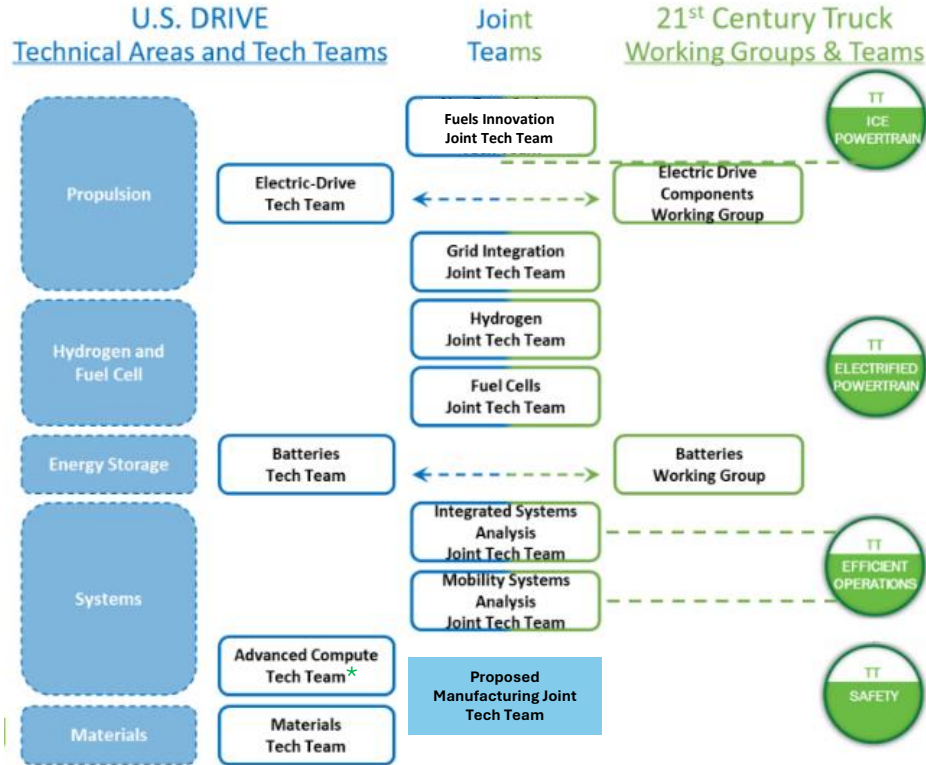 U.S. DRIVE
Technical Areas and Tech Teams
Joint
Teams
21st Century Truck
Working Groups & Teams
Propulsion
Fuels Innovation
Joint Tech Team
TT
ICE
POWERTRAIN
Electric-Drive
Tech Team
Electric Drive
Components
Working Group
Grid Integration
Joint Tech Team
Hydrogen and
Fuel Cell
Hydrogen
Joint Tech Team
Fuel Cells
Joint Tech Team
TT
ELECTRIFIED
POWERTRAIN
Energy Storage
Batteries
Tech Team
Batteries
Working Group
Systems
Integrated Systems
Analysis
Joint Tech Team
Mobility Systems
Analysis
Joint Tech Team
TT
EFFICIENT
OPERATIONS
Advanced Compute
Tech Team*
Proposed
Manufacturing Joint
Tech Team
TT
SAFETY
Materials
Materials
Tech Team